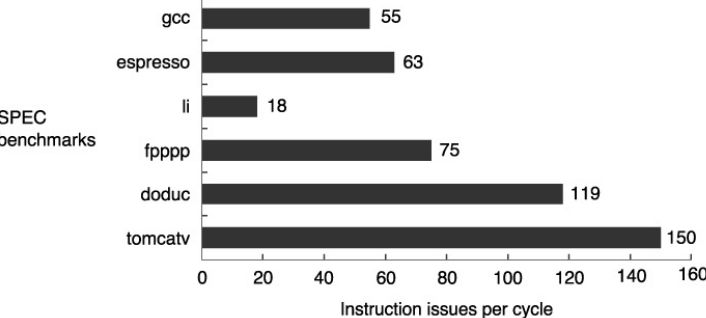 gcc 55
espresso 63
li 18
SPEC
benchmarks
fpppp 75
doduc 119
tomcatv 150
0 20 40 60 80 100 120 140 160
Instruction issues per cycle